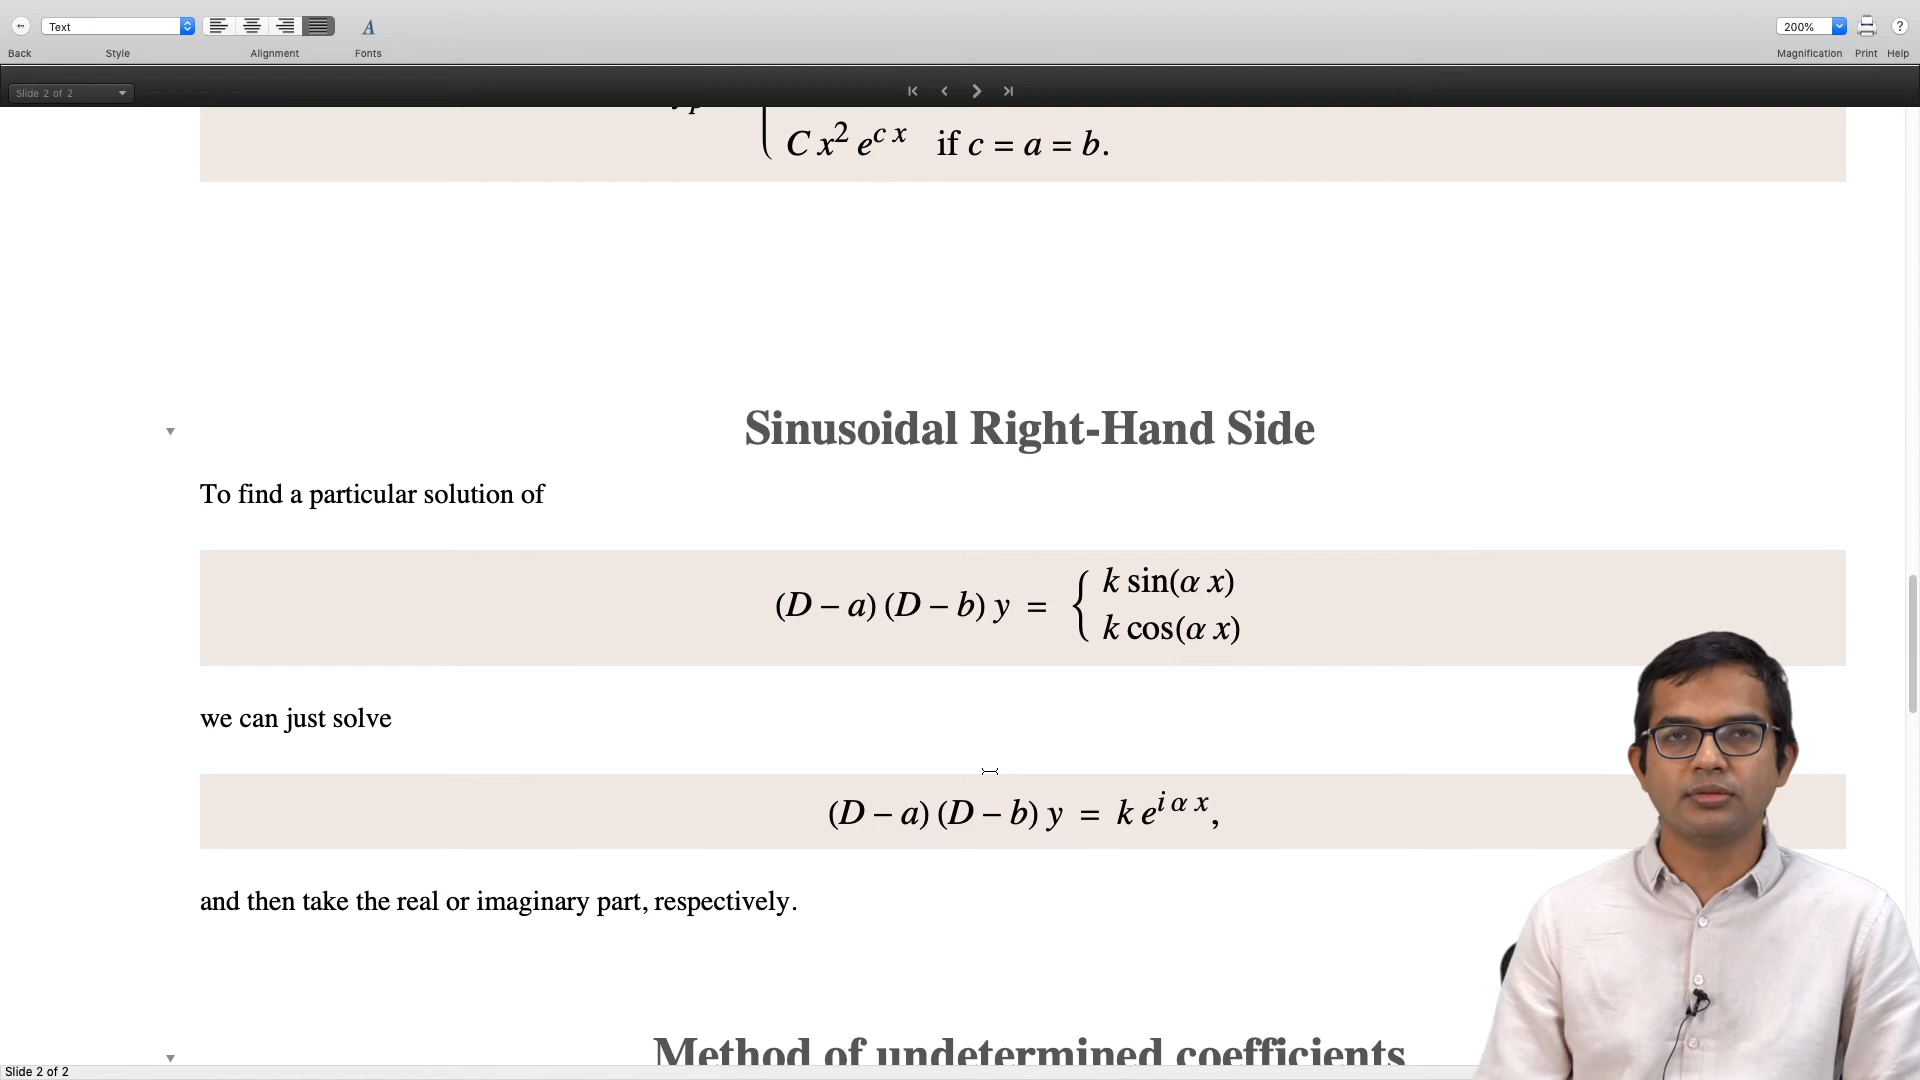 Text
200%
Back
Style
Alignment
Fonts
Magnification
Print
Help
Slide 2 of 2
C x² e^{c x} if c = a = b.
Sinusoidal Right-Hand Side
To find a particular solution of
(D – a) (D – b) y = { k sin(α x)
k cos(α x)
we can just solve
(D – a) (D – b) y = k e^{i α x},
and then take the real or imaginary part, respectively.
Method of undetermined coefficients
Slide 2 of 2